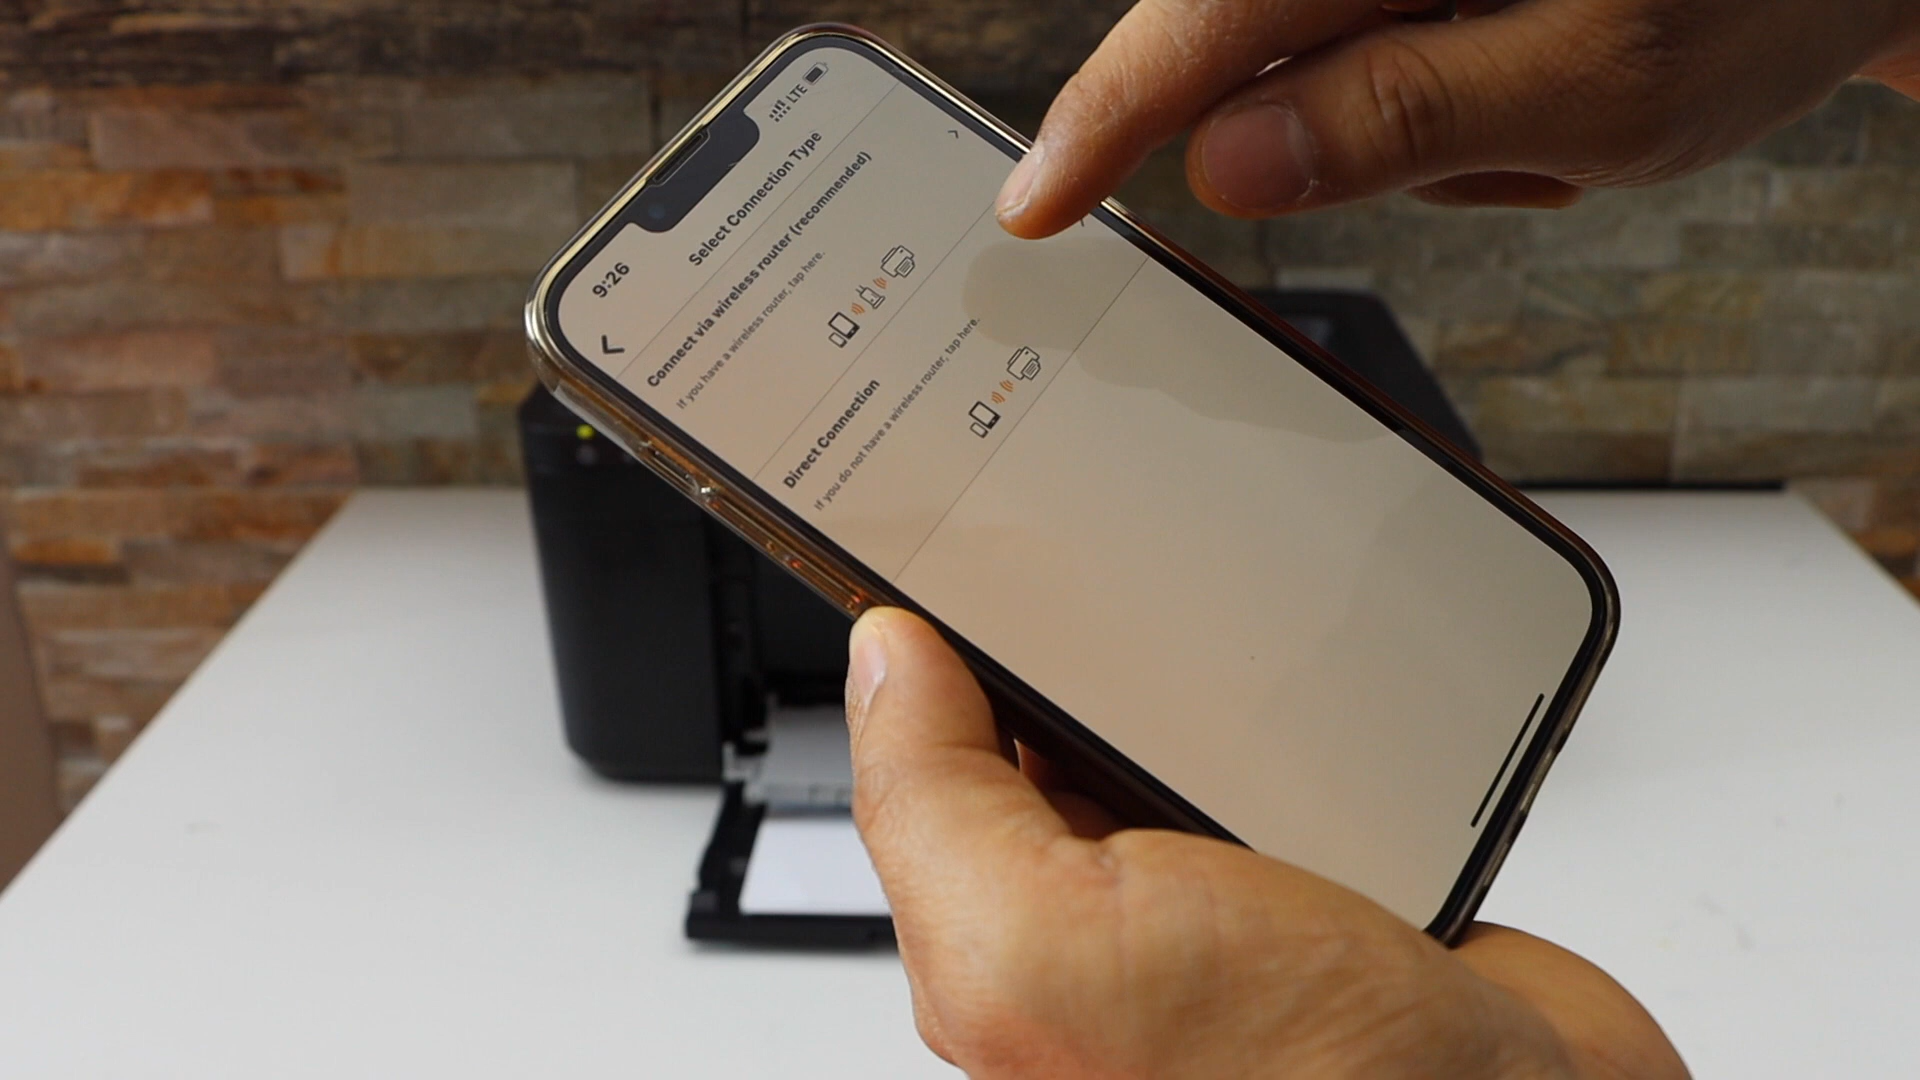 9:26
LTE
Select Connection Type
Connect via wireless router (recommended)
If you have a wireless router, tap here.
Direct Connection
If you do not have a wireless router, tap here.